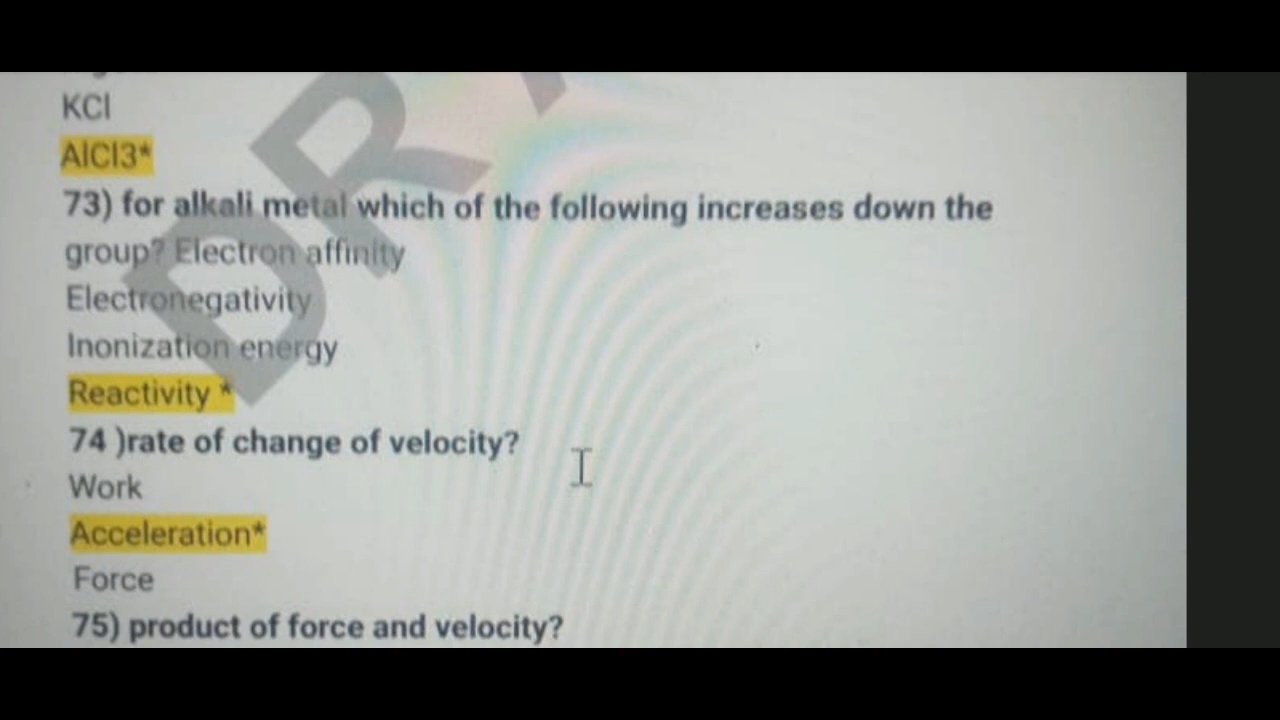 KCl
AlCl3*
73) for alkali metal which of the following increases down the
group? Electron affinity
Electronegativity
Inonization energy
Reactivity *
74 )rate of change of velocity?
Work
Acceleration*
Force
75) product of force and velocity?